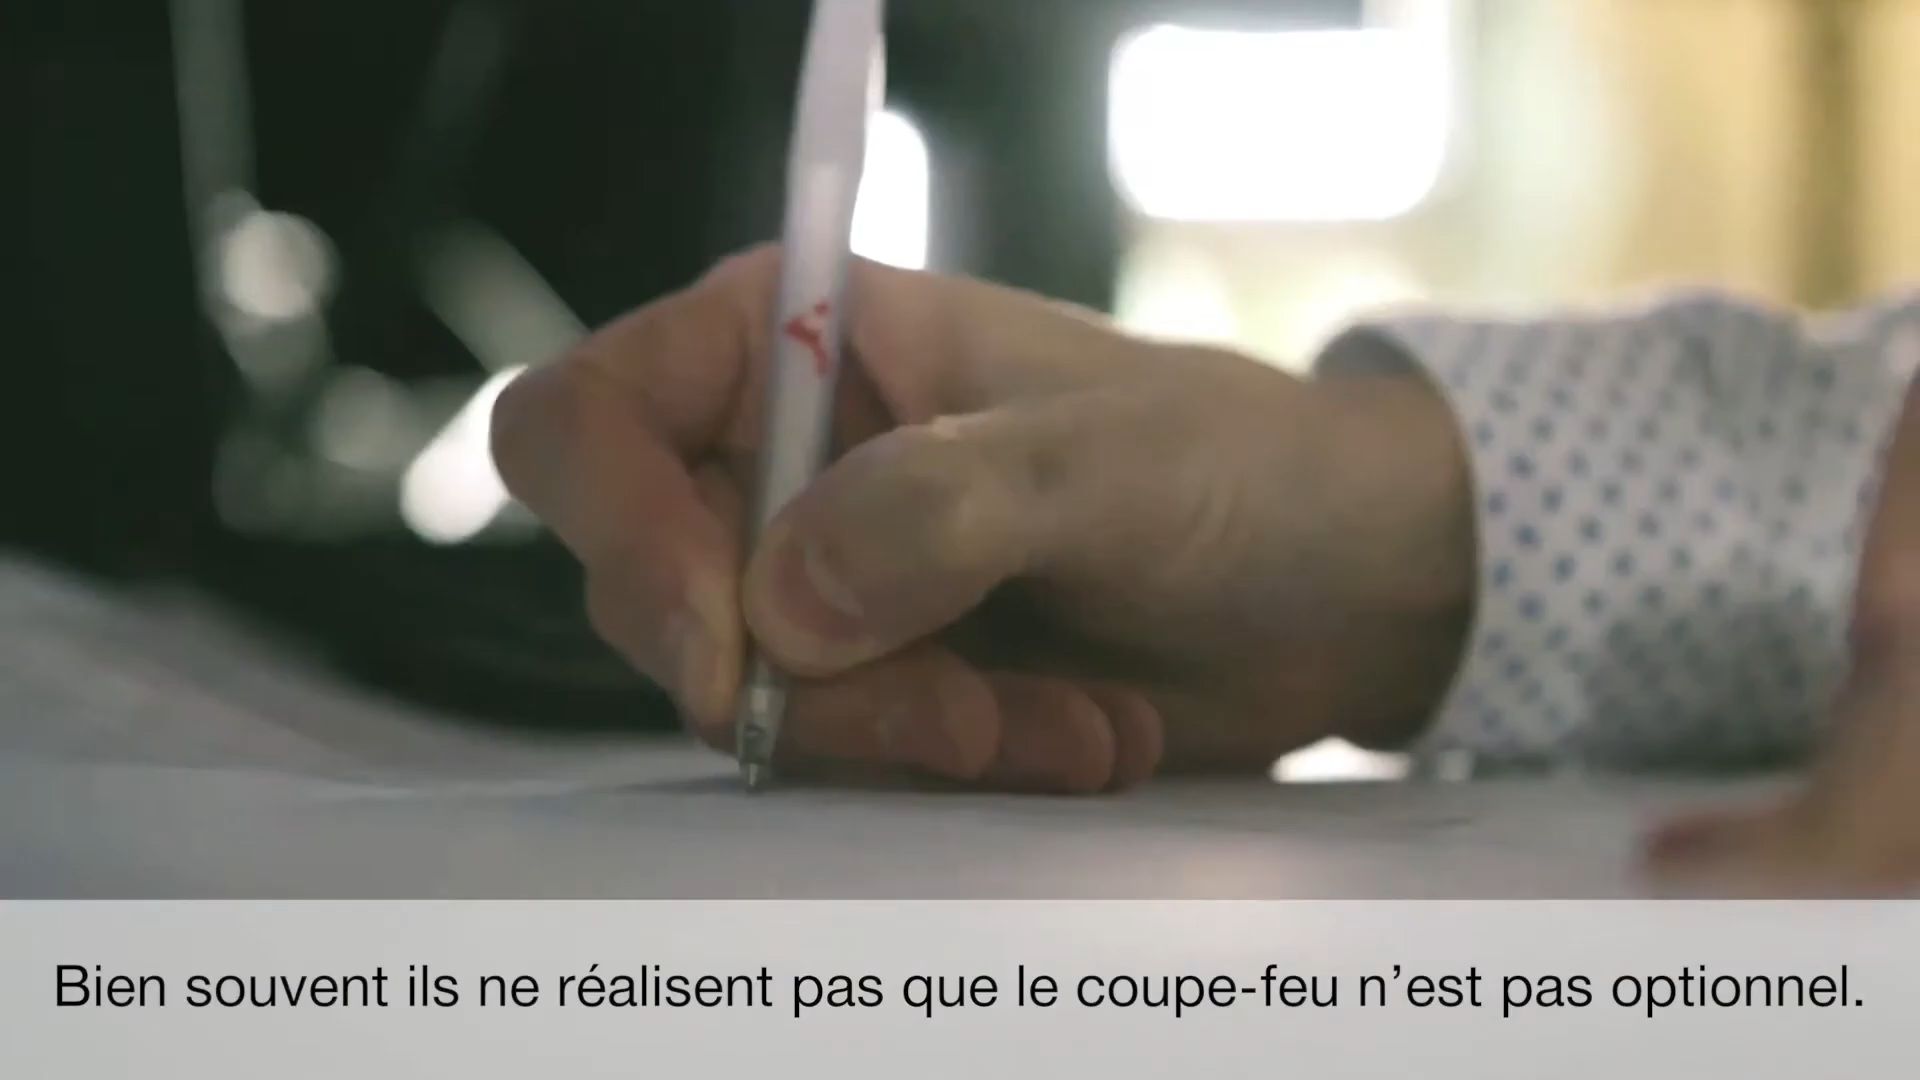 Bien souvent ils ne réalisent pas que le coupe-feu n’est pas optionnel.